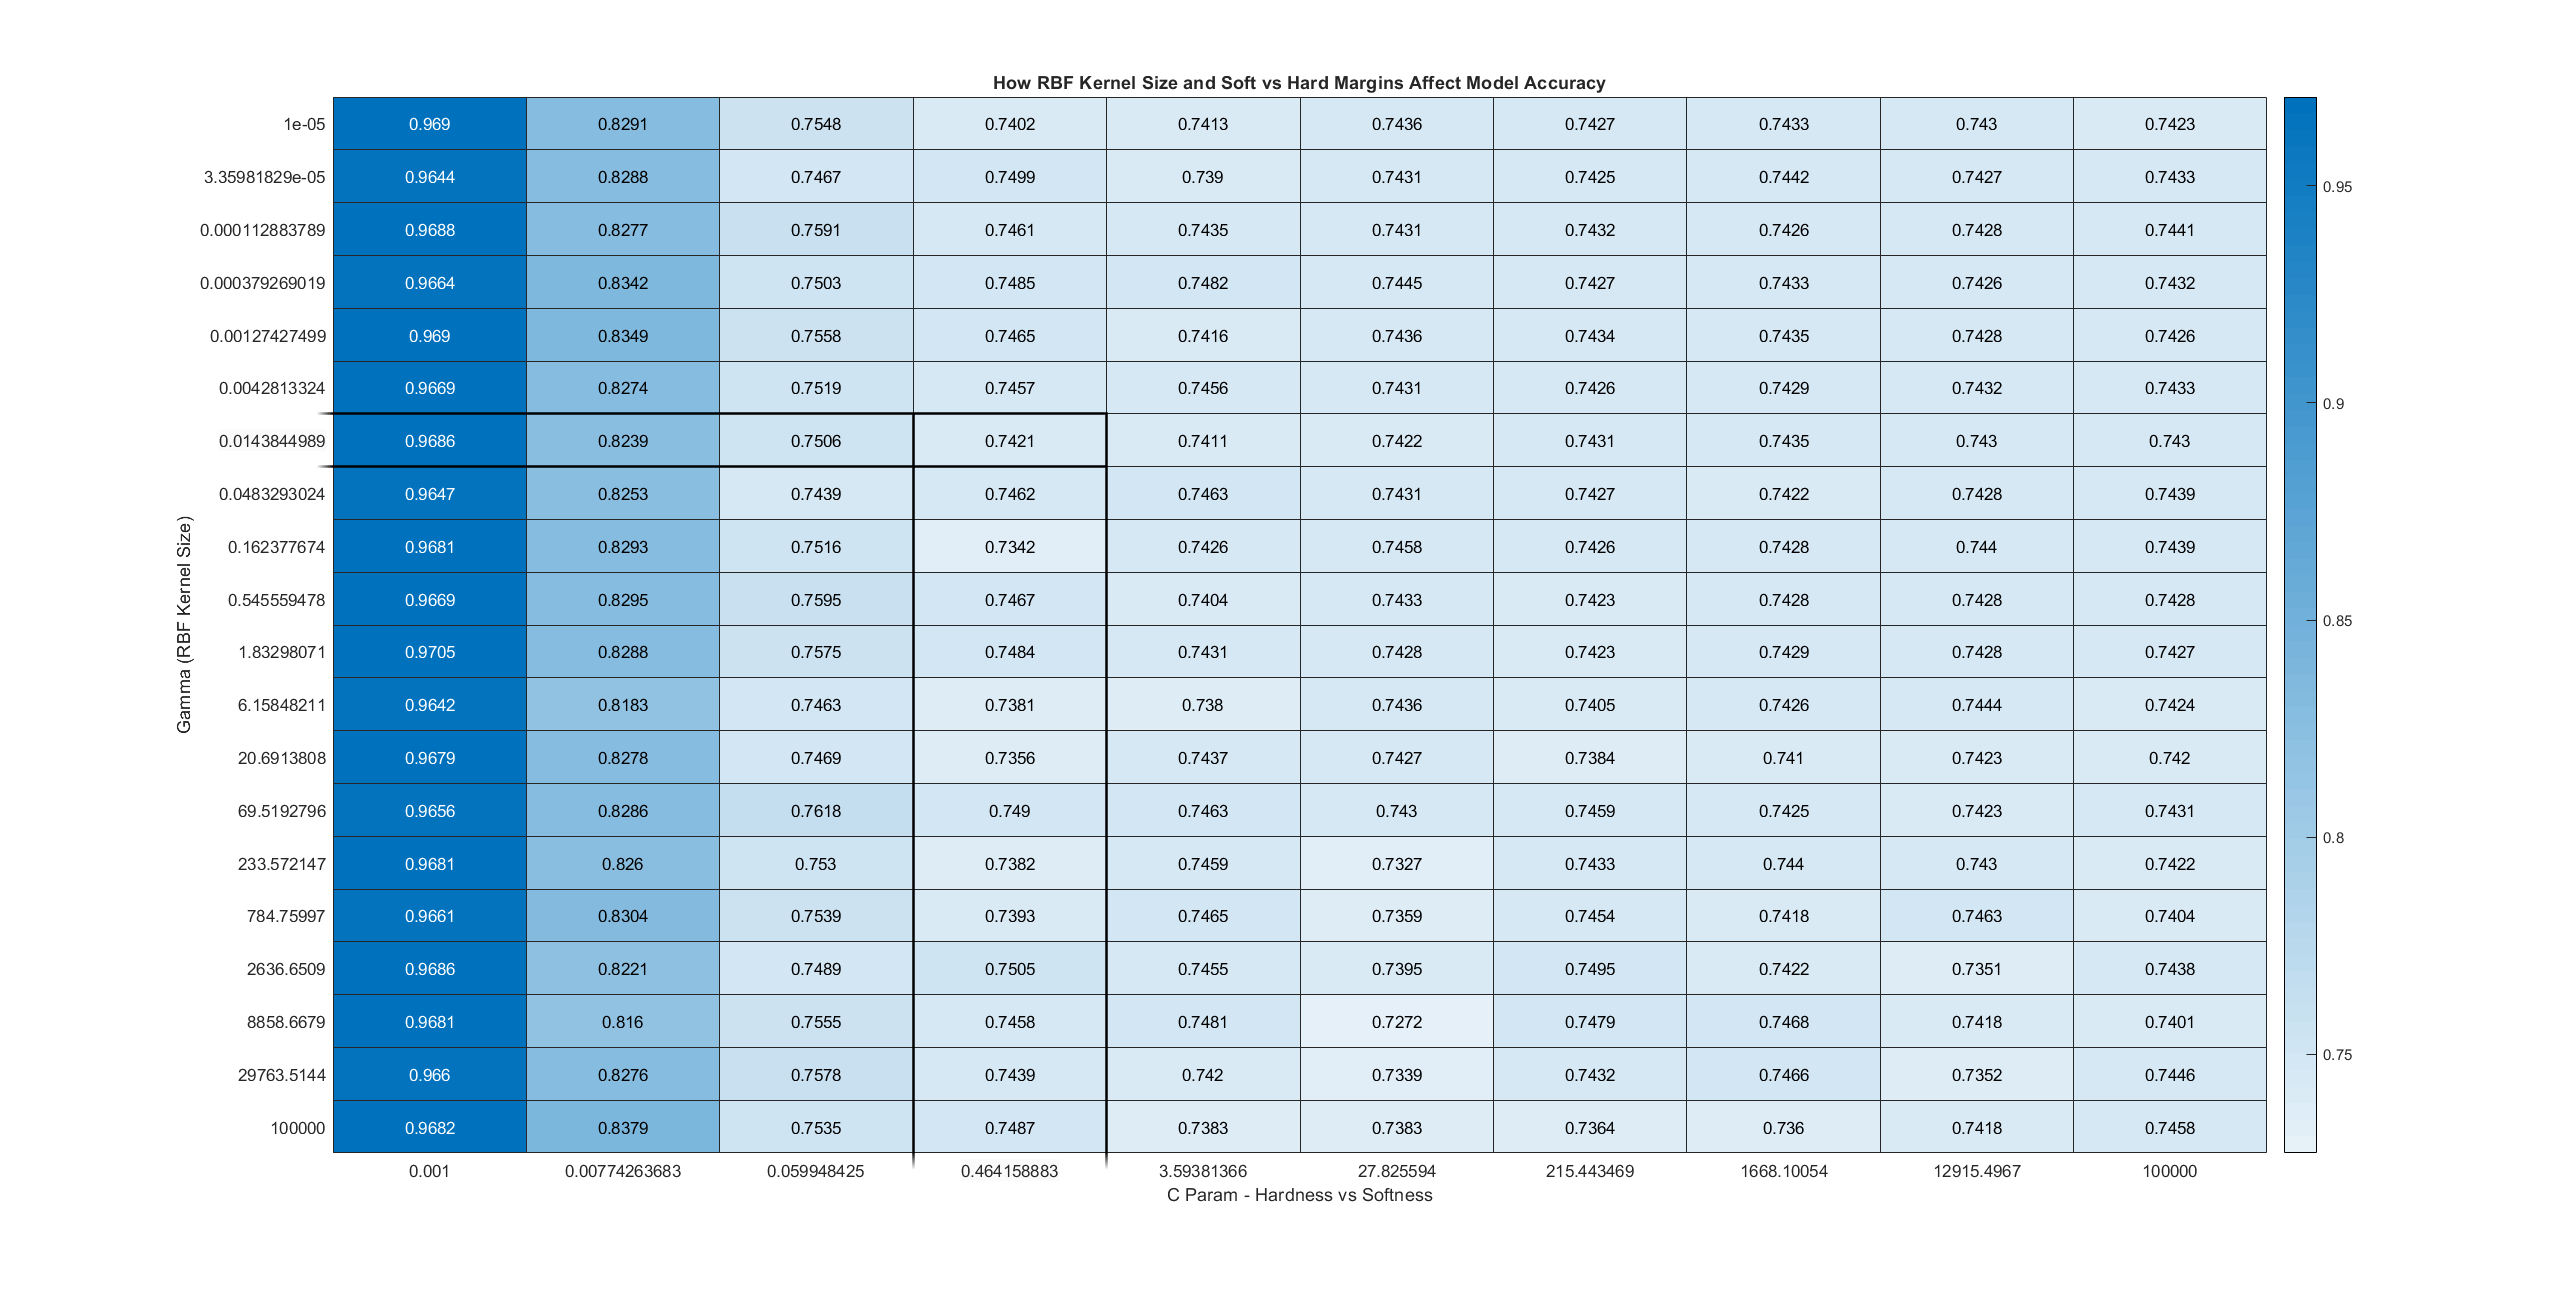 How RBF Kernel Size and Soft vs Hard Margins Affect Model Accuracy
1e-05 0.969 0.8291 0.7548 0.7402 0.7413 0.7436 0.7427 0.7433 0.743 0.7423
3.35981829e-05 0.9644 0.8288 0.7467 0.7499 0.739 0.7431 0.7425 0.7442 0.7427 0.7433
0.000112883789 0.9688 0.8277 0.7591 0.7461 0.7435 0.7431 0.7432 0.7426 0.7428 0.7441
0.000379269019 0.9664 0.8342 0.7503 0.7485 0.7482 0.7445 0.7427 0.7433 0.7426 0.7432
0.00127427499 0.969 0.8349 0.7558 0.7465 0.7416 0.7436 0.7434 0.7435 0.7428 0.7426
0.0042813324 0.9669 0.8274 0.7519 0.7457 0.7456 0.7431 0.7426 0.7429 0.7432 0.7433
0.0143844989 0.9686 0.8239 0.7506 0.7421 0.7411 0.7422 0.7431 0.7435 0.743 0.743
0.0483293024 0.9647 0.8253 0.7439 0.7462 0.7463 0.7431 0.7427 0.7422 0.7428 0.7439
0.162377674 0.9681 0.8293 0.7516 0.7342 0.7426 0.7458 0.7426 0.7428 0.744 0.7439
0.545559478 0.9669 0.8295 0.7595 0.7467 0.7404 0.7433 0.7423 0.7428 0.7428 0.7428
1.83298071 0.9705 0.8288 0.7575 0.7484 0.7431 0.7428 0.7423 0.7429 0.7428 0.7427
6.15848211 0.9642 0.8183 0.7463 0.7381 0.738 0.7436 0.7405 0.7426 0.7444 0.7424
20.6913808 0.9679 0.8278 0.7469 0.7356 0.7437 0.7427 0.7384 0.741 0.7423 0.742
69.5192796 0.9656 0.8286 0.7618 0.749 0.7463 0.743 0.7459 0.7425 0.7423 0.7431
233.572147 0.9681 0.826 0.753 0.7382 0.7459 0.7327 0.7433 0.744 0.743 0.7422
784.75997 0.9661 0.8304 0.7539 0.7393 0.7465 0.7359 0.7454 0.7418 0.7463 0.7404
2636.6509 0.9686 0.8221 0.7489 0.7505 0.7455 0.7395 0.7495 0.7422 0.7351 0.7438
8858.6679 0.9681 0.816 0.7555 0.7458 0.7481 0.7272 0.7479 0.7468 0.7418 0.7401
29763.5144 0.966 0.8276 0.7578 0.7439 0.742 0.7339 0.7432 0.7466 0.7352 0.7446
100000 0.9682 0.8379 0.7535 0.7487 0.7383 0.7383 0.7364 0.736 0.7418 0.7458
0.001 0.00774263683 0.059948425 0.464158883 3.59381366 27.825594 215.443469 1668.10054 12915.4967 100000
C Param - Hardness vs Softness
Gamma (RBF Kernel Size)
0.95
0.9
0.85
0.8
0.75